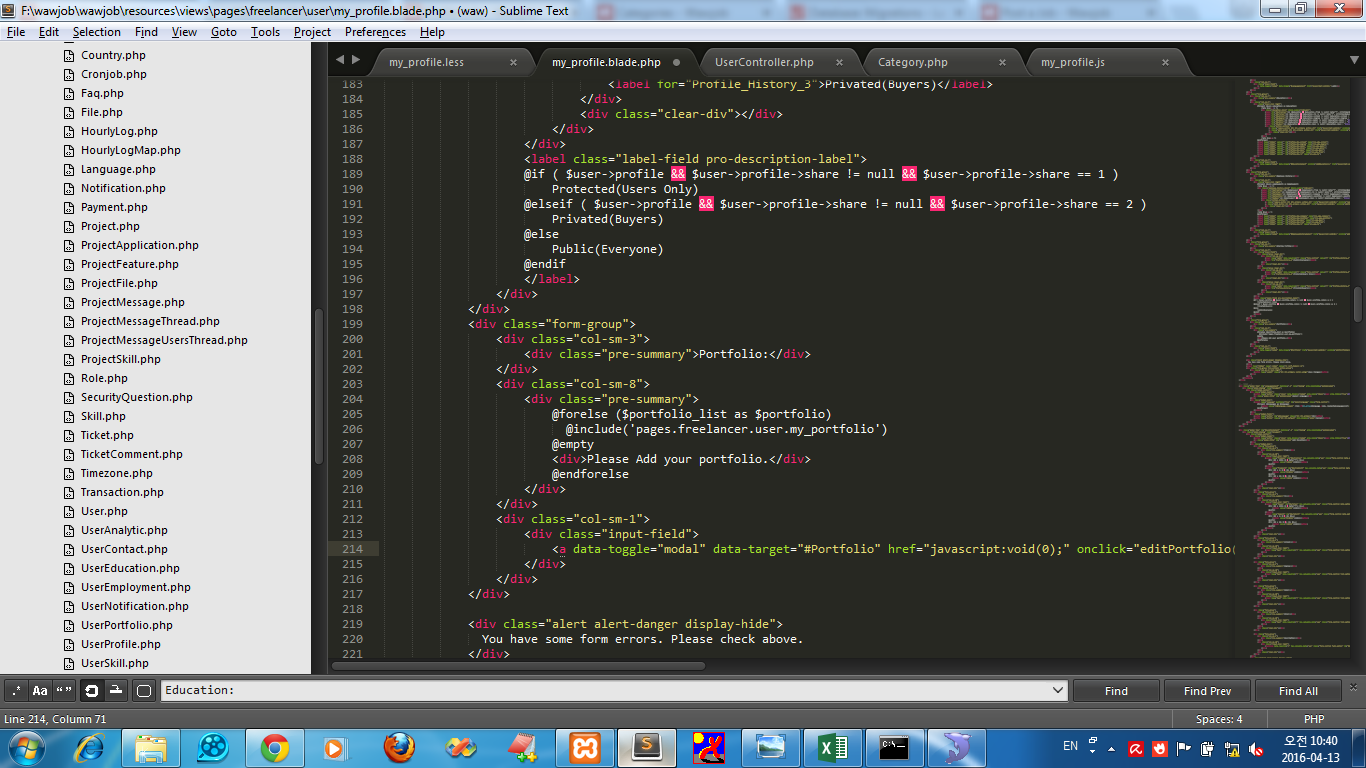 F:\wawjob\wawjob\resources\views\pages\freelancer\user\my_profile.blade.php • (waw) - Sublime Text
File Edit Selection Find View Goto Tools Project Preferences Help
Country.php
Cronjob.php
Faq.php
File.php
HourlyLog.php
HourlyLogMap.php
Language.php
Notification.php
Payment.php
Project.php
ProjectApplication.php
ProjectFeature.php
ProjectFile.php
ProjectMessage.php
ProjectMessageThread.php
ProjectMessageUsersThread.php
ProjectSkill.php
Role.php
SecurityQuestion.php
Skill.php
Ticket.php
TicketComment.php
Timezone.php
Transaction.php
User.php
UserAnalytic.php
UserContact.php
UserEducation.php
UserEmployment.php
UserNotification.php
UserPortfolio.php
UserProfile.php
UserSkill.php
my_profile.less my_profile.blade.php UserController.php Category.php my_profile.js
183 <label for="Profile_History_3">Privated(Buyers)</label>
184 </div>
185 <div class="clear-div"></div>
186 </div>
187 </div>
188 <label class="label-field pro-description-label">
189 @if ( $user->profile && $user->profile->share != null && $user->profile->share == 1 )
190 Protected(Users Only)
191 @elseif ( $user->profile && $user->profile->share != null && $user->profile->share == 2 )
192 Privated(Buyers)
193 @else
194 Public(Everyone)
195 @endif
196 </label>
197 </div>
198 </div>
199 <div class="form-group">
200 <div class="col-sm-3">
201 <div class="pre-summary">Portfolio:</div>
202 </div>
203 <div class="col-sm-8">
204 <div class="pre-summary">
205 @forelse ($portfolio_list as $portfolio)
206 @include('pages.freelancer.user.my_portfolio')
207 @empty
208 <div>Please Add your portfolio.</div>
209 @endforelse
210 </div>
211 </div>
212 <div class="col-sm-1">
213 <div class="input-field">
214 <a data-toggle="modal" data-target="#Portfolio" href="javascript:void(0);" onclick="editPortfolio(
215 </div>
216 </div>
217 </div>
218
219 <div class="alert alert-danger display-hide">
220 You have some form errors. Please check above.
221 </div>
.* Aa “” Education: Find Find Prev Find All
Line 214, Column 71 Spaces: 4 PHP
EN 오전 10:40
2016-04-13